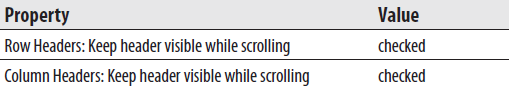 Property Value
Row Headers: Keep header visible while scrolling checked
Column Headers: Keep header visible while scrolling checked